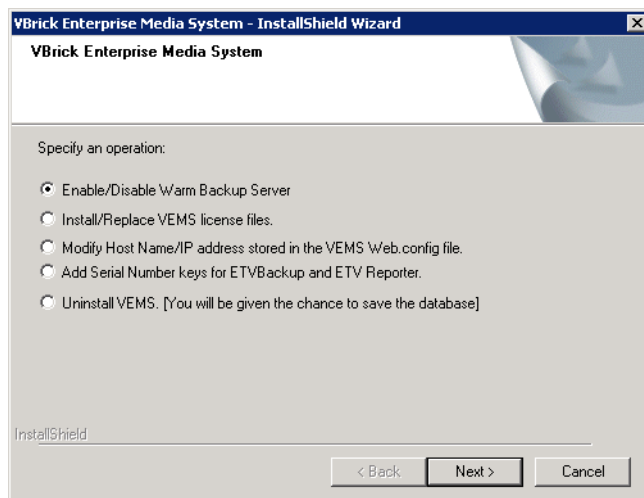 VBrick Enterprise Media System - InstallShield Wizard
VBrick Enterprise Media System
Specify an operation:
Enable/Disable Warm Backup Server
Install/Replace VEMS license files.
Modify Host Name/IP address stored in the VEMS Web.config file.
Add Serial Number keys for ETVBackup and ETV Reporter.
Uninstall VEMS. [You will be given the chance to save the database]
InstallShield
< Back Next > Cancel